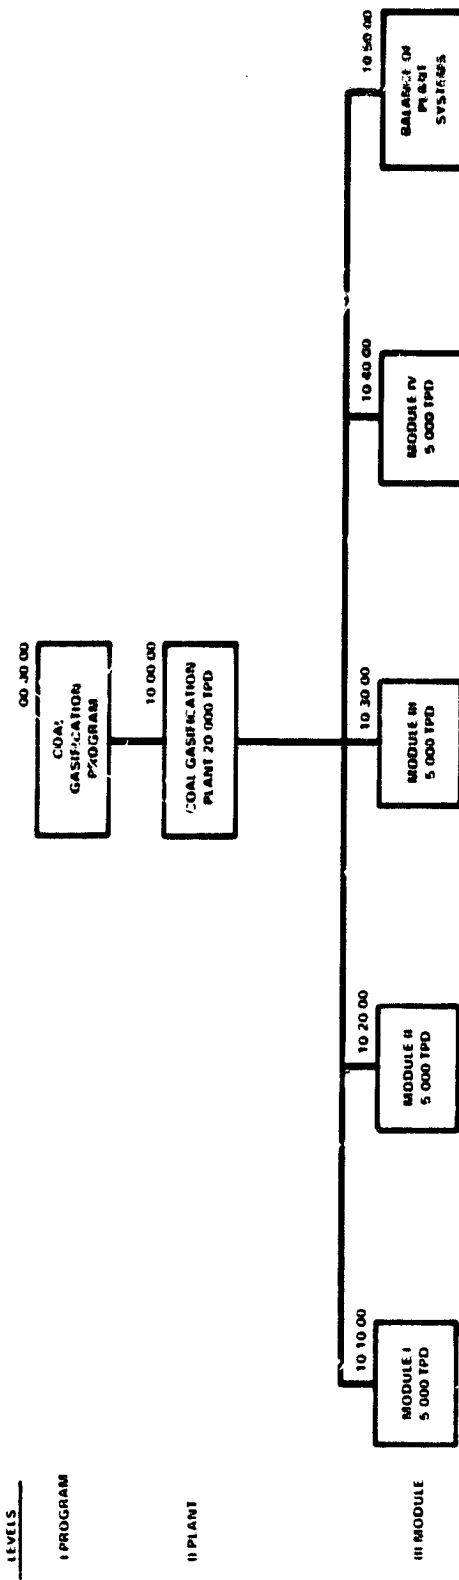 LEVELS
I PROGRAM
II PLANT
III MODULE
00 00 00
COAL
GASIFICATION
PROGRAM
10 00 00
COAL GASIFICATION
PLANT 20 000 TPD
10 10 00
MODULE I
5 000 TPD
10 20 00
MODULE II
5 000 TPD
10 30 00
MODULE III
5 000 TPD
10 40 00
MODULE IV
5 000 TPD
10 50 00
BALANCE OF
PLANT
SYSTEMS